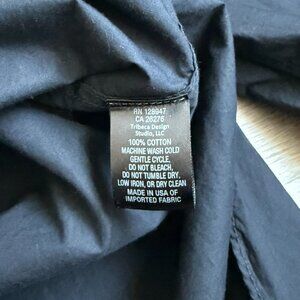 RN 128947
CA 26276
Tribeca Design
Studio, LLC
100% COTTON
MACHINE WASH COLD
GENTLE CYCLE,
DO NOT BLEACH,
DO NOT TUMBLE DRY,
LOW IRON, OR DRY CLEAN
MADE IN USA OF
IMPORTED FABRIC